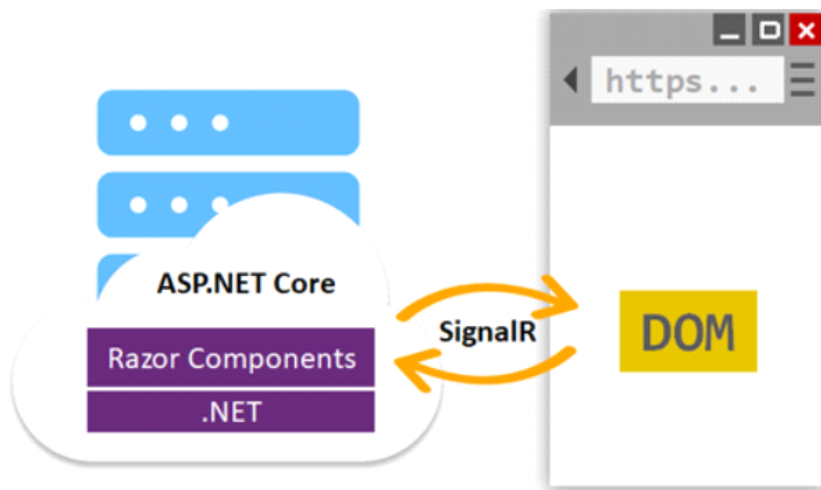 https...
ASP.NET Core
Razor Components
.NET
SignalR
DOM